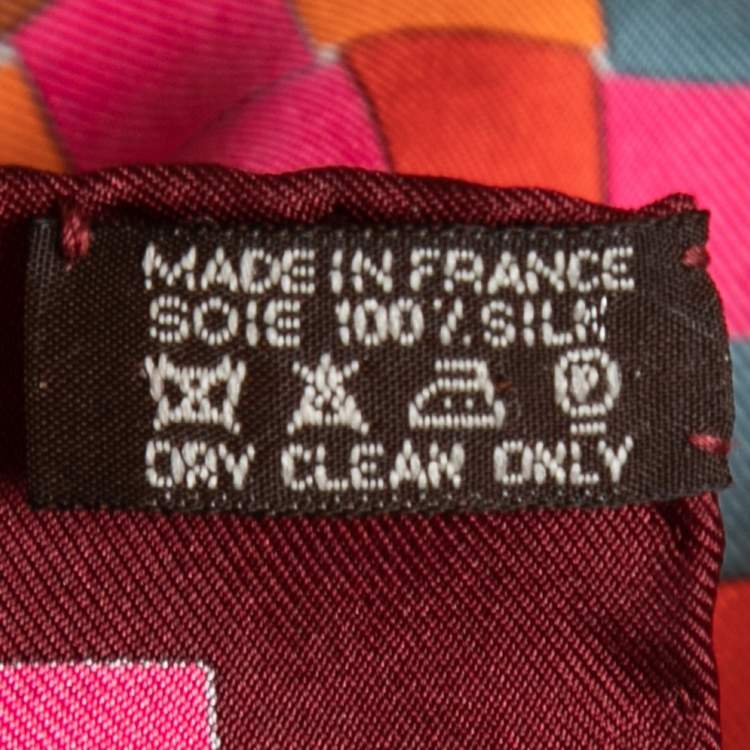 MADE IN FRANCE
SOIE 100% SILK
P
DRY CLEAN ONLY